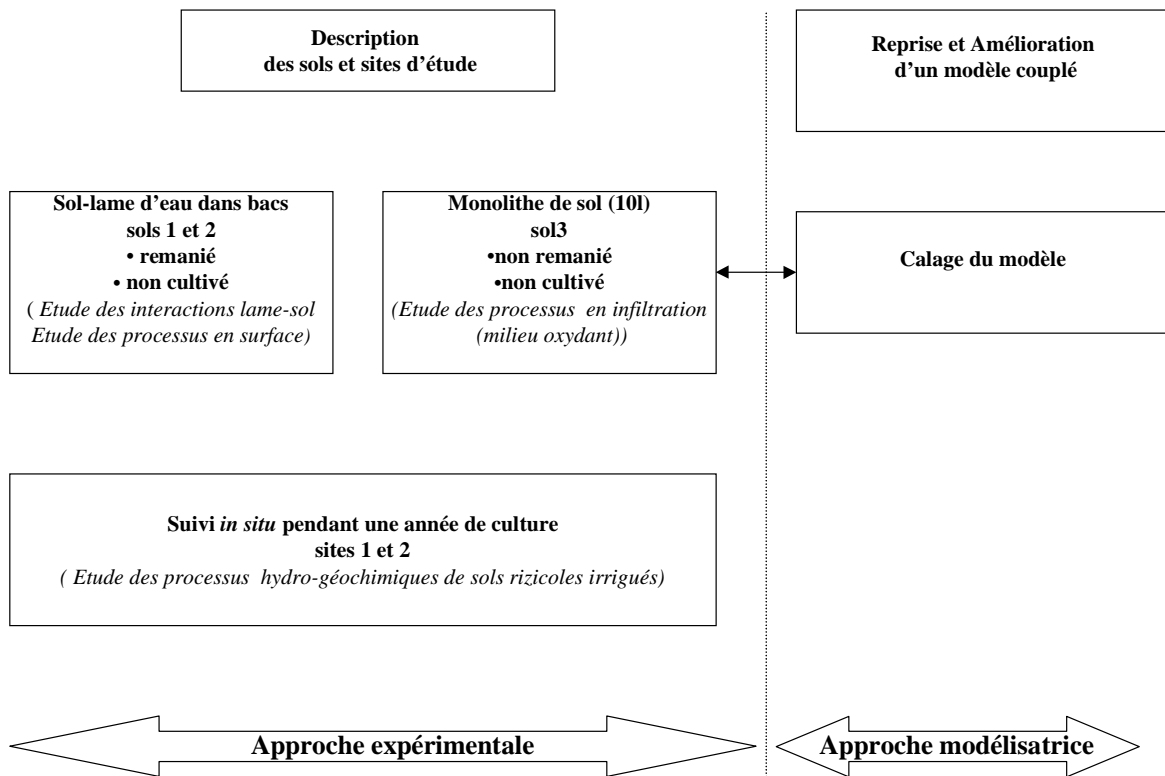 Description
des sols et sites d'étude
Reprise et Amélioration
d'un modèle couplé
Sol-lame d'eau dans bacs
sols 1 et 2
• remanié
• non cultivé
( Etude des interactions lame-sol
Etude des processus en surface)
Monolithe de sol (10l)
sol3
•non remanié
•non cultivé
(Etude des processus en infiltration
(milieu oxydant))
Calage du modèle
Suivi in situ pendant une année de culture
sites 1 et 2
( Etude des processus hydro-géochimiques de sols rizicoles irrigués)
Approche expérimentale
Approche modélisatrice